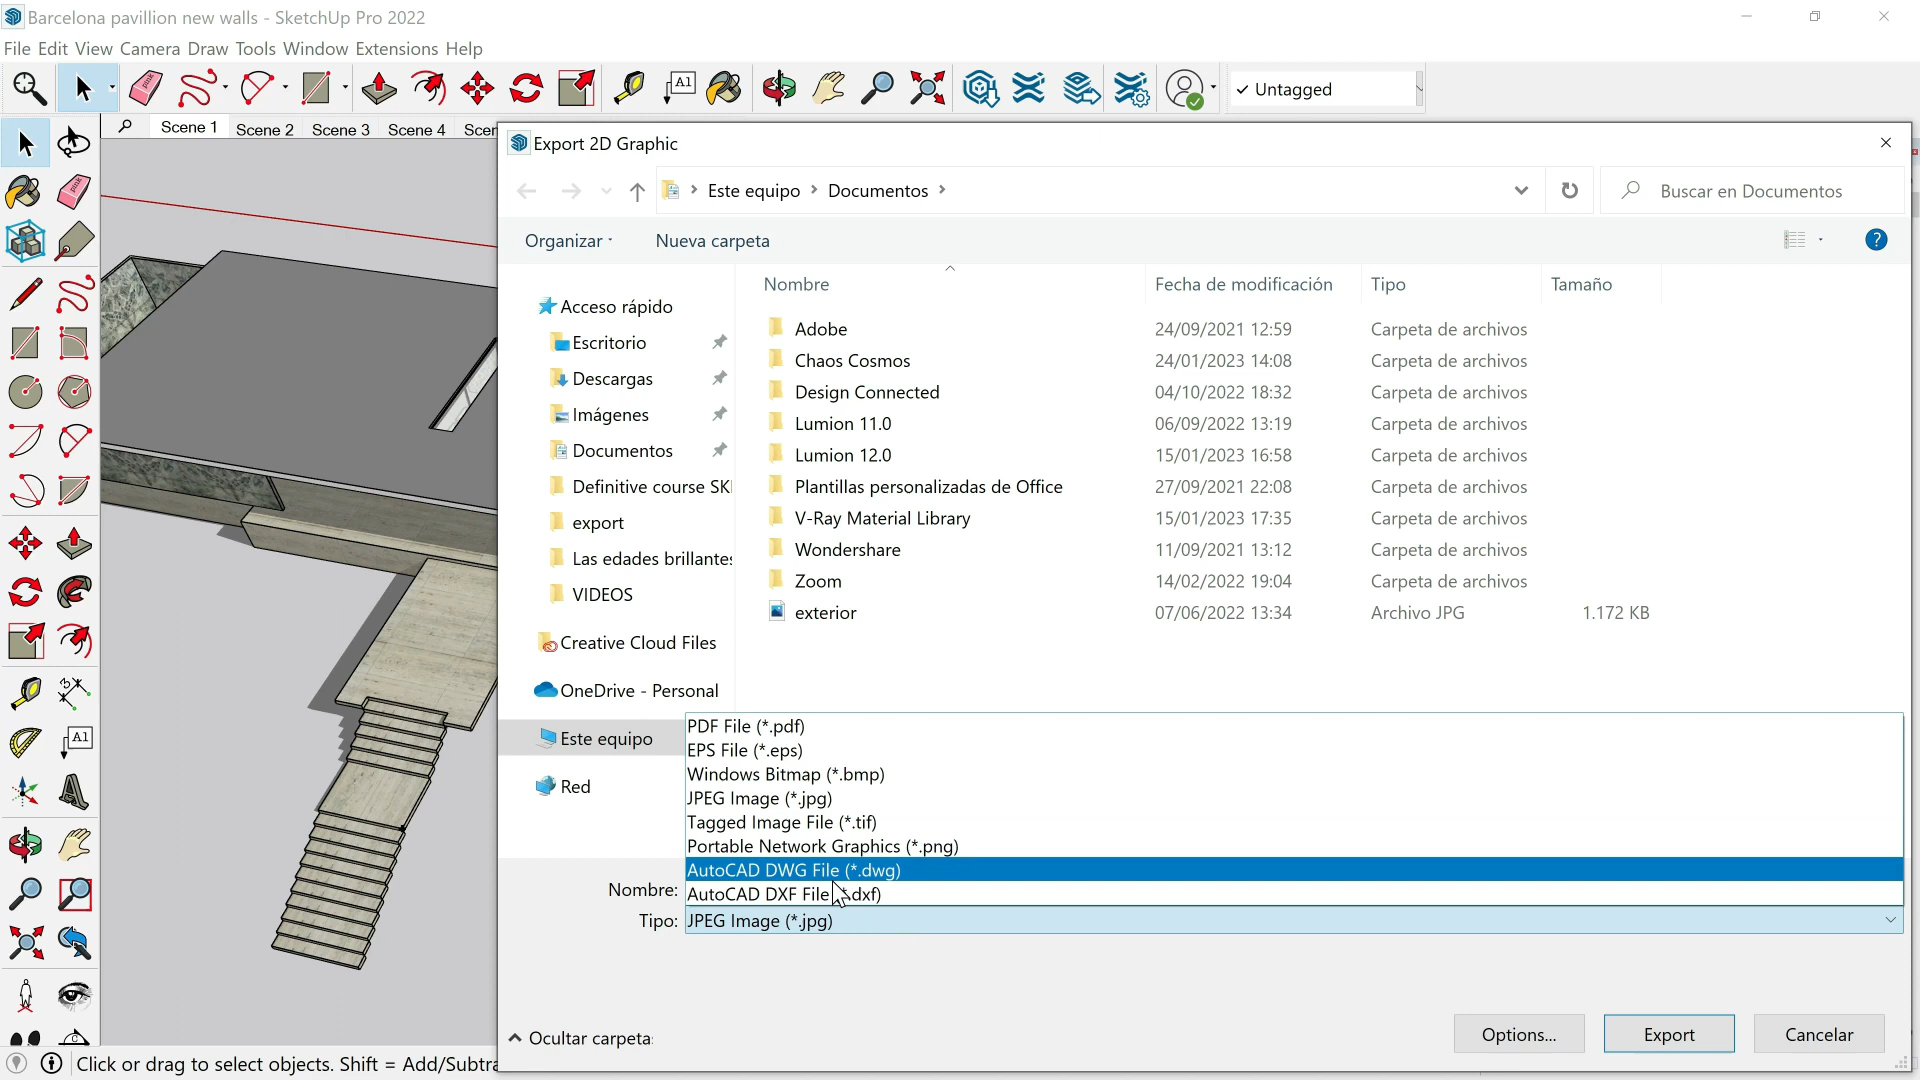 Barcelona pavillion new walls - SketchUp Pro 2022
File Edit View Camera Draw Tools Window Extensions Help
A1
Untagged
Scene 1 Scene 2 Scene 3 Scene 4 Scen
Export 2D Graphic
Este equipo > Documentos >
Buscar en Documentos
Organizar
Nueva carpeta
Nombre Fecha de modificación Tipo Tamaño
Acceso rápido
Escritorio
Descargas
Imágenes
Documentos
Definitive course SKI
export
Las edades brillantes
VIDEOS
Creative Cloud Files
OneDrive - Personal
Este equipo
Red
Adobe 24/09/2021 12:59 Carpeta de archivos
Chaos Cosmos 24/01/2023 14:08 Carpeta de archivos
Design Connected 04/10/2022 18:32 Carpeta de archivos
Lumion 11.0 06/09/2022 13:19 Carpeta de archivos
Lumion 12.0 15/01/2023 16:58 Carpeta de archivos
Plantillas personalizadas de Office 27/09/2021 22:08 Carpeta de archivos
V-Ray Material Library 15/01/2023 17:35 Carpeta de archivos
Wondershare 11/09/2021 13:12 Carpeta de archivos
Zoom 14/02/2022 19:04 Carpeta de archivos
exterior 07/06/2022 13:34 Archivo JPG 1.172 KB
PDF File (*.pdf)
EPS File (*.eps)
Windows Bitmap (*.bmp)
JPEG Image (*.jpg)
Tagged Image File (*.tif)
Portable Network Graphics (*.png)
AutoCAD DWG File (*.dwg)
AutoCAD DXF File .dxf)
Nombre:
Tipo: JPEG Image (*.jpg)
Ocultar carpeta
Options...
Export
Cancelar
A1
Click or drag to select objects. Shift = Add/Subtra